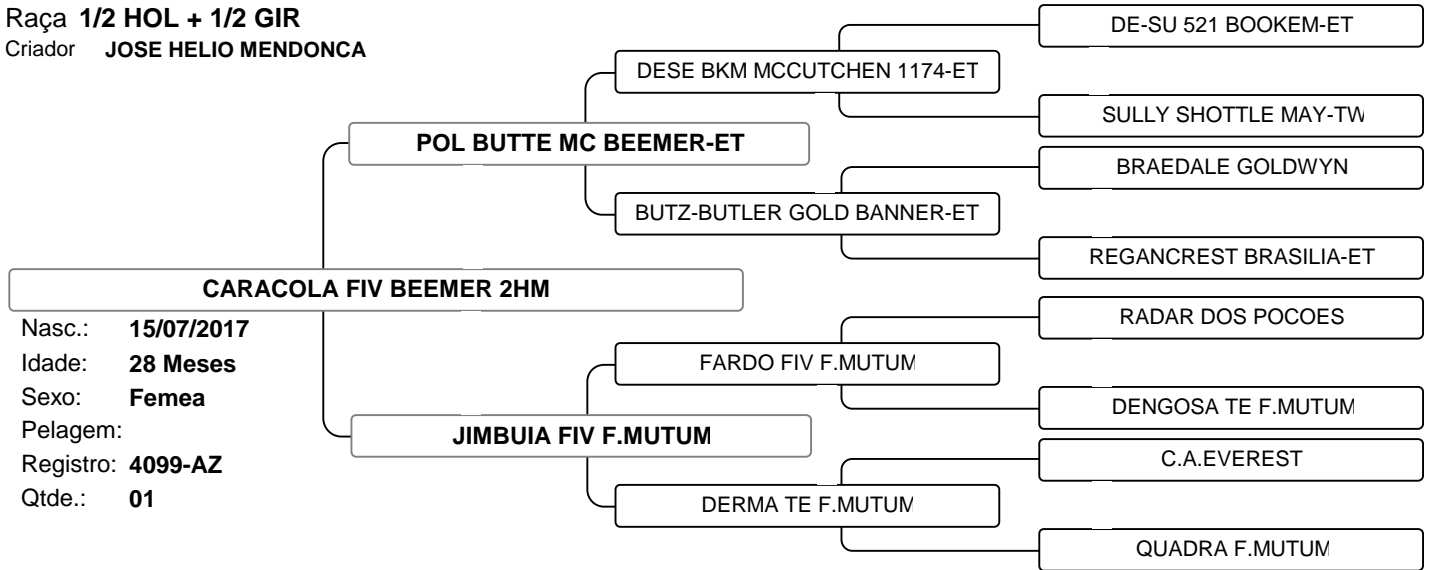 Raça 1/2 HOL + 1/2 GIR
Criador JOSE HELIO MENDONCA
DE-SU 521 BOOKEM-ET
DESE BKM MCCUTCHEN 1174-ET
SULLY SHOTTLE MAY-TW
POL BUTTE MC BEEMER-ET
BRAEDALE GOLDWYN
BUTZ-BUTLER GOLD BANNER-ET
REGANCREST BRASILIA-ET
CARACOLA FIV BEEMER 2HM
Nasc.: 15/07/2017
Idade: 28 Meses
Sexo: Femea
Pelagem:
Registro: 4099-AZ
Qtde.: 01
RADAR DOS POCOES
FARDO FIV F.MUTUM
DENGOSA TE F.MUTUM
JIMBUIA FIV F.MUTUM
C.A.EVEREST
DERMA TE F.MUTUM
QUADRA F.MUTUM